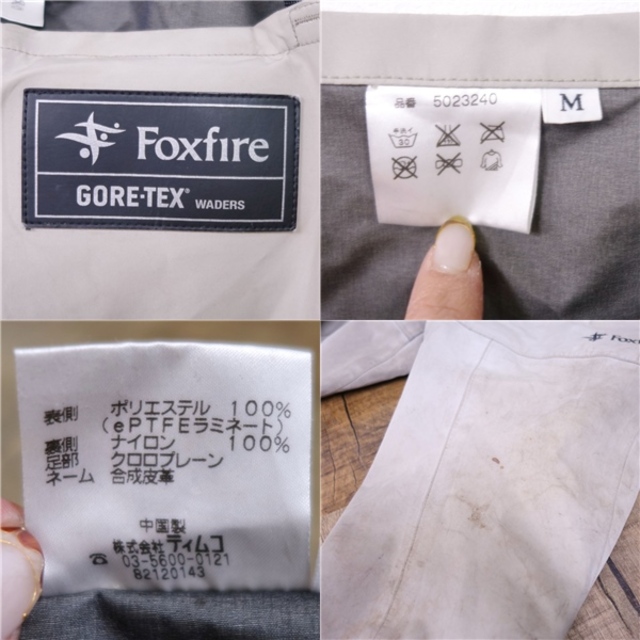 Foxfire
GORE-TEX® WADERS
品番 5023240
M
30
表側 ポリエステル 100%
(ePTFEラミネート)
裏側 ナイロン 100%
足部 クロロプレーン
ネーム 合成皮革
中国製
株式会社ティムコ
☎ 03-5600-0121
B2120143